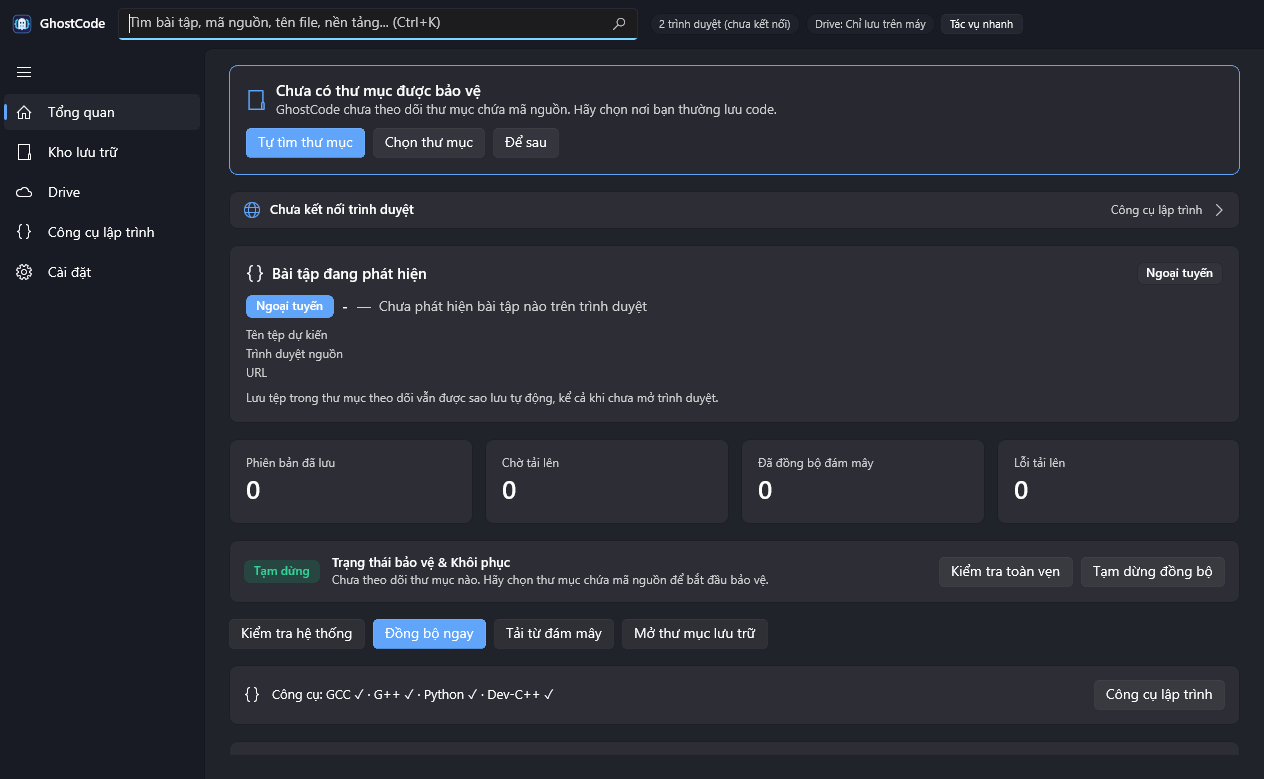 GhostCode
Tìm bài tập, mã nguồn, tên file, nền tảng... (Ctrl+K)
2 trình duyệt (chưa kết nối)
Drive: Chỉ lưu trên máy
Tác vụ nhanh
Tổng quan
Kho lưu trữ
Drive
Công cụ lập trình
Cài đặt
Chưa có thư mục được bảo vệ
GhostCode chưa theo dõi thư mục chứa mã nguồn. Hãy chọn nơi bạn thường lưu code.
Tự tìm thư mục
Chọn thư mục
Để sau
Chưa kết nối trình duyệt
Công cụ lập trình
{} Bài tập đang phát hiện
Ngoại tuyến
Ngoại tuyến - — Chưa phát hiện bài tập nào trên trình duyệt
Tên tệp dự kiến
Trình duyệt nguồn
URL
Lưu tệp trong thư mục theo dõi vẫn được sao lưu tự động, kể cả khi chưa mở trình duyệt.
Phiên bản đã lưu
0
Chờ tải lên
0
Đã đồng bộ đám mây
0
Lỗi tải lên
0
Tạm dừng
Trạng thái bảo vệ & Khôi phục
Chưa theo dõi thư mục nào. Hãy chọn thư mục chứa mã nguồn để bắt đầu bảo vệ.
Kiểm tra toàn vẹn
Tạm dừng đồng bộ
Kiểm tra hệ thống
Đồng bộ ngay
Tải từ đám mây
Mở thư mục lưu trữ
{} Công cụ: GCC ✓ · G++ ✓ · Python ✓ · Dev-C++ ✓
Công cụ lập trình